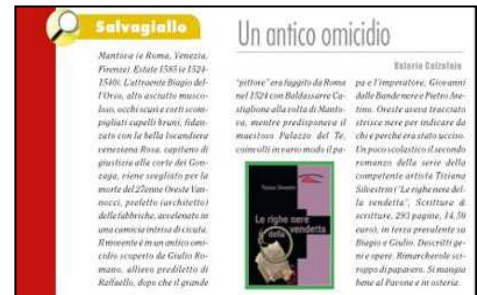 Salvagiallo
Un antico omicidio
Valerio Calzolaio
Mantova (e Roma, Venezia,
Firenze). Estate 1585 (e 1524-
1540). L'attraente Biagio del-
l'Orso, alto asciutto musco-
loso, occhi scuri e corti scom-
pigliati capelli bruni, fidan-
zato con la bella locandiera
veneziana Rosa, capitano di
giustizia alla corte dei Gon-
zaga, viene svegliato per la
morte del 27enne Oreste Van-
nocci, prefetto (architetto)
delle fabbriche, avvelenato in
una camicia intrisa di cicuta.
Il movente è in un antico omi-
cidio scoperto da Giulio Ro-
mano, allievo prediletto di
Raffaello, dopo che il grande
"pittore" era fuggito da Roma
nel 1524 con Baldassarre Ca-
stiglione alla volta di Manto-
va, mentre predisponeva il
maestoso Palazzo del Te,
coinvolti in vario modo il pa-
Le righe nere
della vendetta
pa e l'imperatore, Giovanni
dalle Bande nere e Pietro Are-
tino. Oreste aveva tracciato
strisce nere per indicare da
chi e perché era stato ucciso.
Un poco scolastico il secondo
romanzo della serie della
competente artista Tiziana
Silvestrin ("Le righe nere del-
la vendetta", Scrittura &
scritture, 293 pagine, 14,50
euro), in terza prevalente su
Biagio e Giulio. Descritti ge-
ni e opere. Rimarchevole sci-
roppo di papavero. Si mangia
bene al Pavone e in osteria.